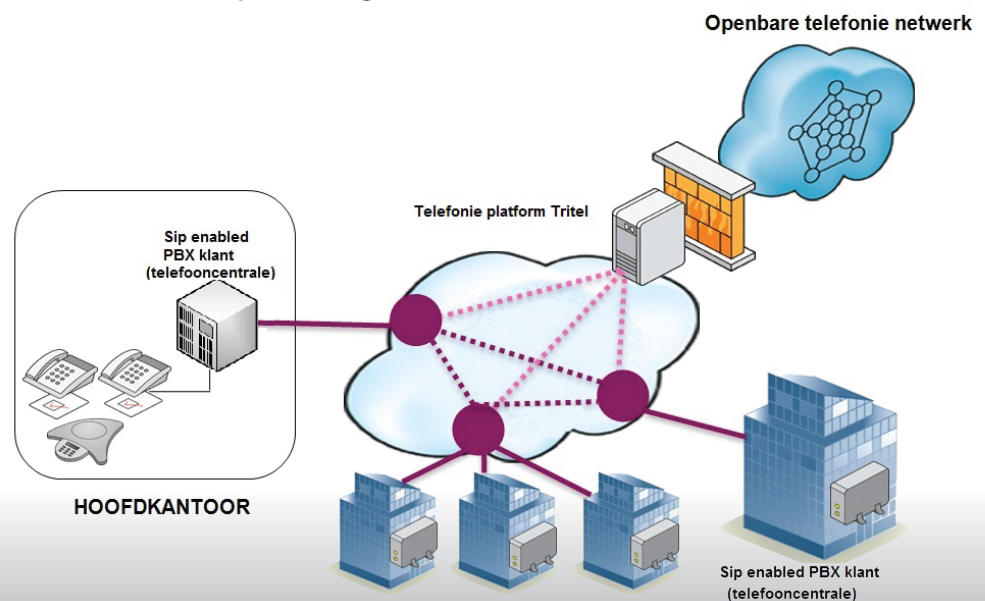 Openbare telefonie netwerk
Telefonie platform Tritel
Sip enabled
PBX klant
(telefooncentrale)
HOOFDKANTOOR
Sip enabled PBX klant
(telefooncentrale)